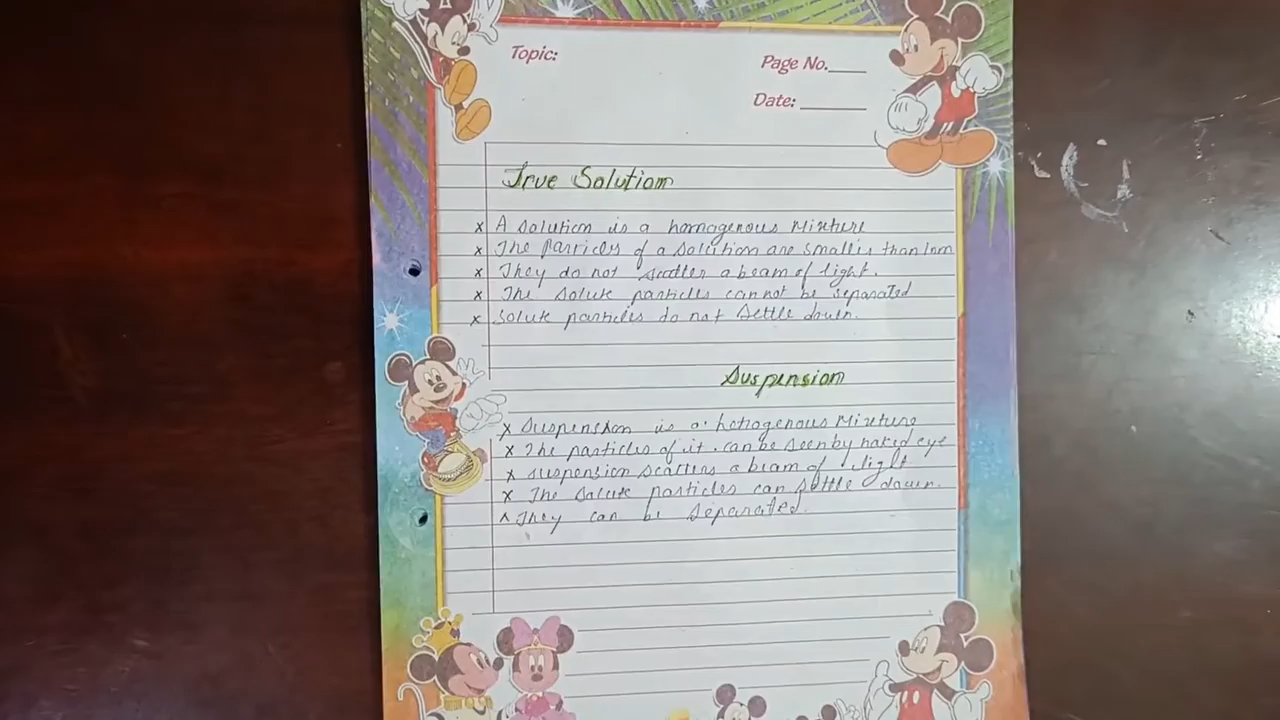 Topic:
Page No.
Date:
True Solution
x A solution is a homogenous Mixture
x The particles of a solution are smaller than 1nm
x They do not scatter a beam of light.
x The solute particles cannot be separated
x Solute particles do not settle down.
Suspension
x Suspension is a hetrogenous Mixture
x The particles of it can be seen by naked eye
x suspension scatters a beam of light
x The solute particles can settle down.
x They can be separated.